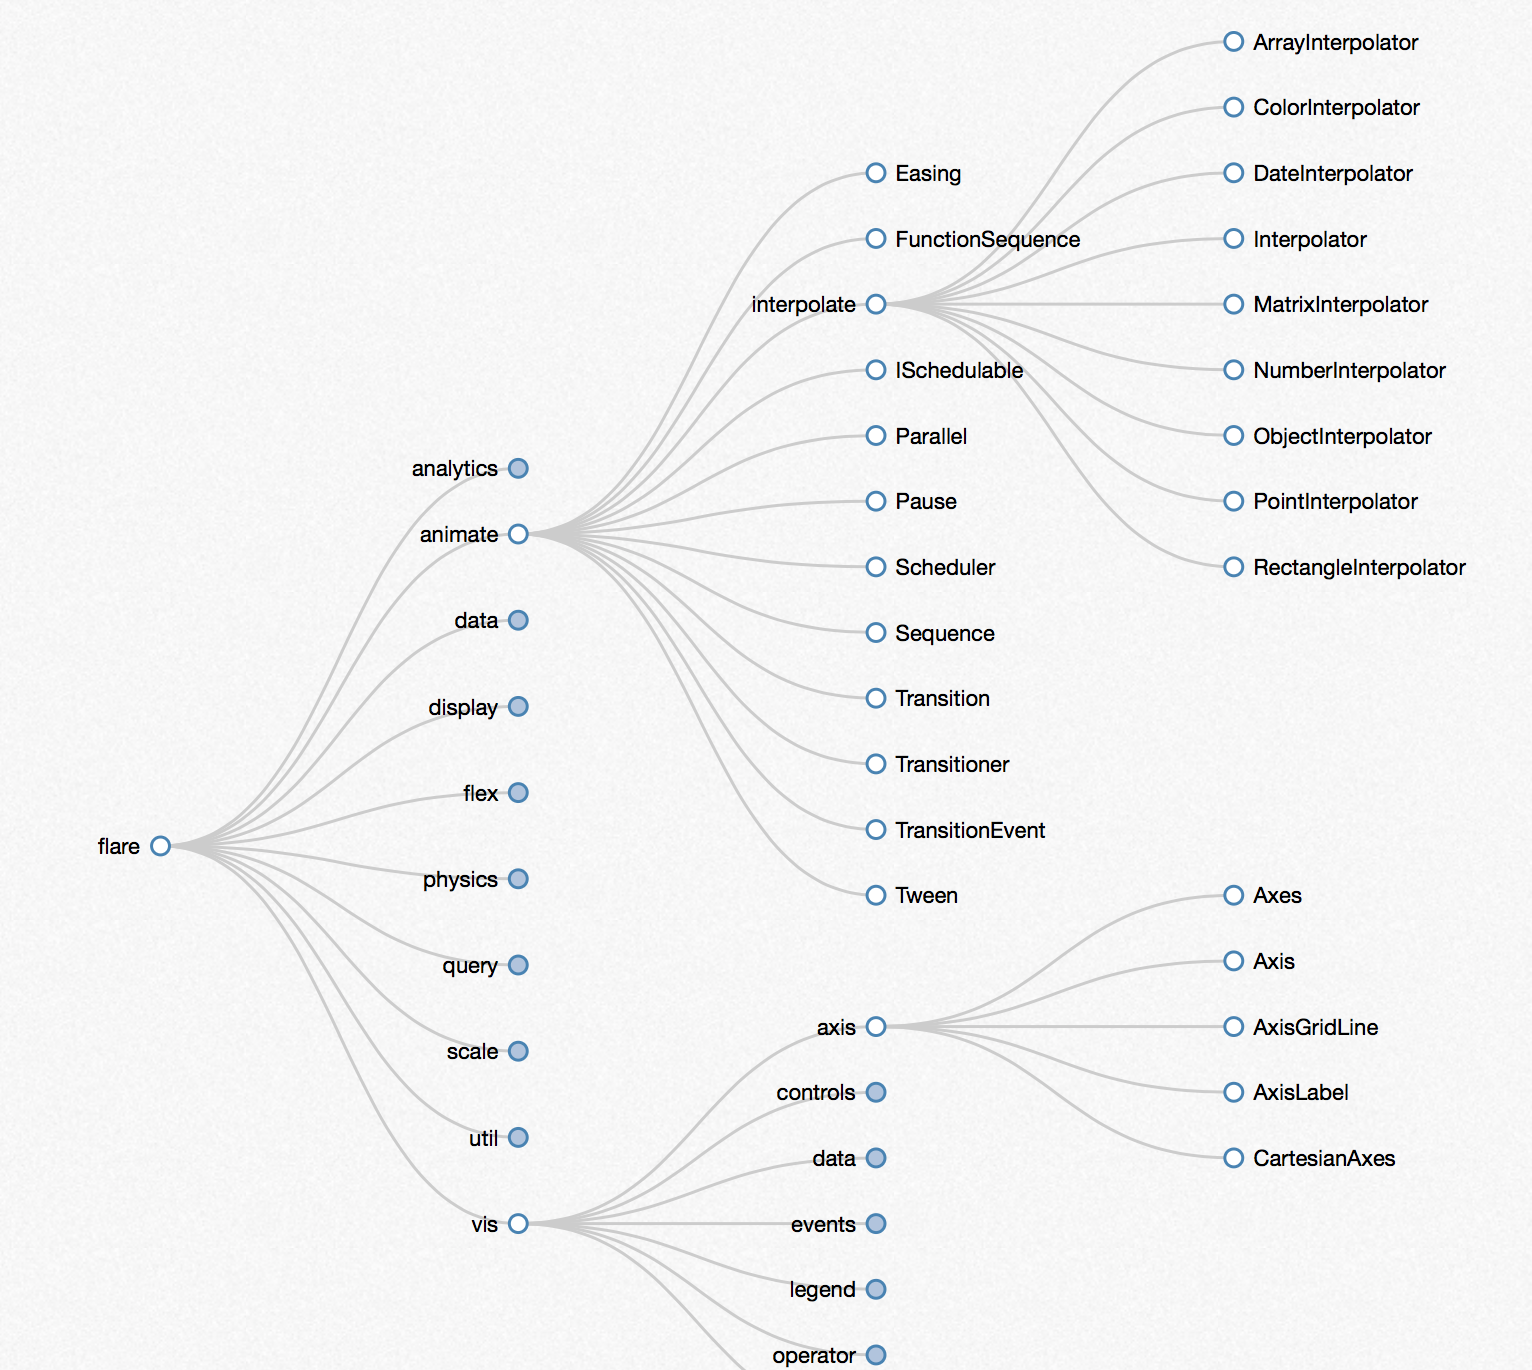 ArrayInterpolator
ColorInterpolator
Easing
DateInterpolator
FunctionSequence
Interpolator
interpolate
MatrixInterpolator
ISchedulable
NumberInterpolator
Parallel
ObjectInterpolator
analytics
Pause
PointInterpolator
animate
Scheduler
RectangleInterpolator
data
Sequence
display
Transition
Transitioner
flex
TransitionEvent
flare
physics
Tween
Axes
query
Axis
axis
AxisGridLine
scale
controls
AxisLabel
util
data
CartesianAxes
vis
events
legend
operator